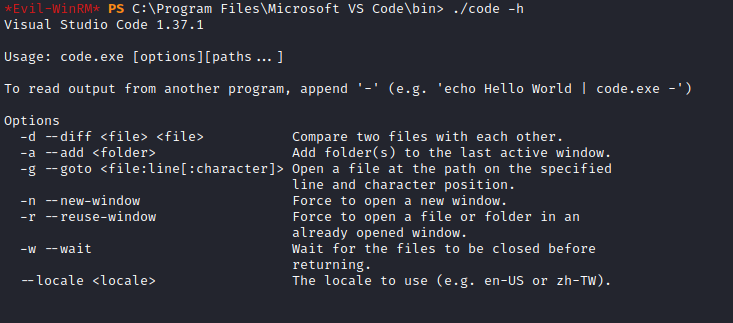 *Evil-WinRM* PS C:\Program Files\Microsoft VS Code\bin> ./code -h
Visual Studio Code 1.37.1
Usage: code.exe [options][paths...]
To read output from another program, append '-' (e.g. 'echo Hello World | code.exe -')
Options
-d --diff <file> <file> Compare two files with each other.
-a --add <folder> Add folder(s) to the last active window.
-g --goto <file:line[:character]> Open a file at the path on the specified
line and character position.
-n --new-window Force to open a new window.
-r --reuse-window Force to open a file or folder in an
already opened window.
-w --wait Wait for the files to be closed before
returning.
--locale <locale> The locale to use (e.g. en-US or zh-TW).